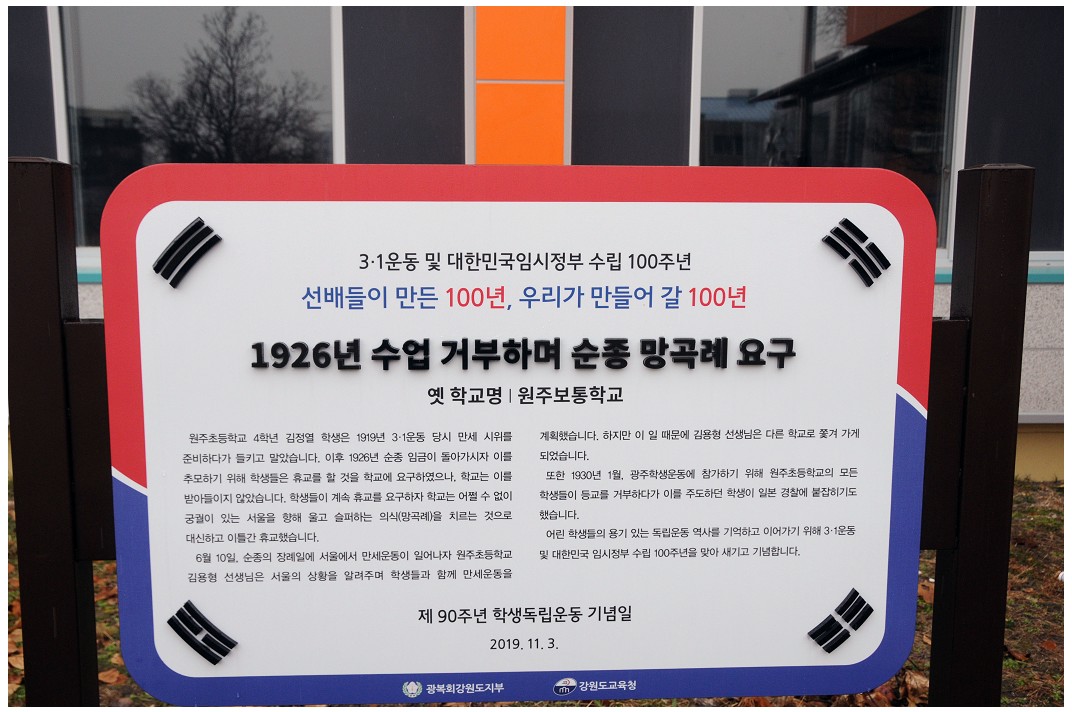 3·1운동 및 대한민국임시정부 수립 100주년
선배들이 만든 100년, 우리가 만들어 갈 100년
1926년 수업 거부하며 순종 망곡례 요구
옛 학교명 | 원주보통학교
원주초등학교 4학년 김정열 학생은 1919년 3·1운동 당시 만세 시위를
준비하다가 들키고 말았습니다. 이후 1926년 순종 임금이 돌아가시자 이를
추모하기 위해 학생들은 휴교를 할 것을 학교에 요구하였으나, 학교는 이를
받아들이지 않았습니다. 학생들이 계속 휴교를 요구하자 학교는 어쩔 수 없이
궁궐이 있는 서울을 향해 울고 슬퍼하는 의식(망곡례)을 치르는 것으로
대신하고 이틀간 휴교했습니다.
6월 10일, 순종의 장례일에 서울에서 만세운동이 일어나자 원주초등학교
김용형 선생님은 서울의 상황을 알려주며 학생들과 함께 만세운동을
계획했습니다. 하지만 이 일 때문에 김용형 선생님은 다른 학교로 쫓겨 가게
되었습니다.
또한 1930년 1월, 광주학생운동에 참가하기 위해 원주초등학교의 모든
학생들이 등교를 거부하다가 이를 주도하던 학생이 일본 경찰에 붙잡히기도
했습니다.
어린 학생들의 용기 있는 독립운동 역사를 기억하고 이어가기 위해 3·1운동
및 대한민국 임시정부 수립 100주년을 맞아 새기고 기념합니다.
제 90주년 학생독립운동 기념일
2019. 11. 3.
광복회강원도지부 강원도교육청